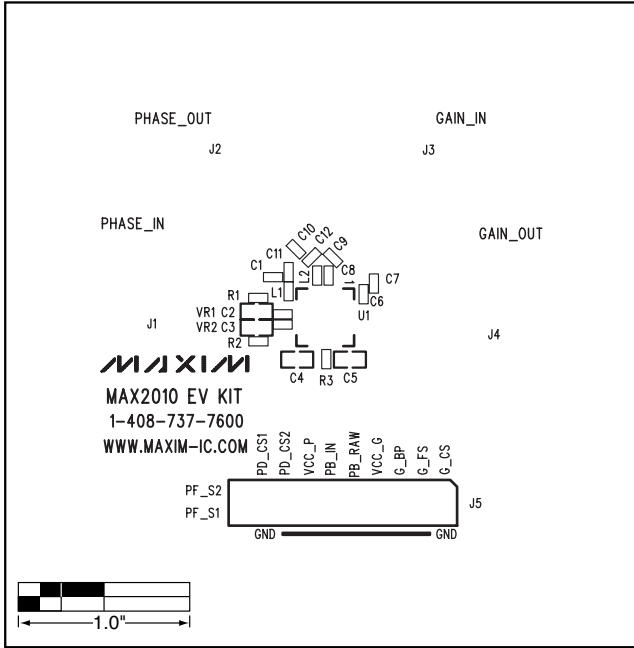 PHASE_OUT
GAIN_IN
J2
J3
PHASE_IN
GAIN_OUT
C10
C12
C9
C11
C1
L2
C8
C7
L1
C6
R1
VR1 C2
U1
VR2 C3
J1
J4
R2
MAXIM
C4
R3
C5
MAX2010 EV KIT
1-408-737-7600
WWW.MAXIM-IC.COM
PD_CS1
PD_CS2
VCC_P
PB_IN
PB_RAW
VCC_G
G_BP
G_FS
G_CS
PF_S2
PF_S1
J5
GND
GND
1.0"